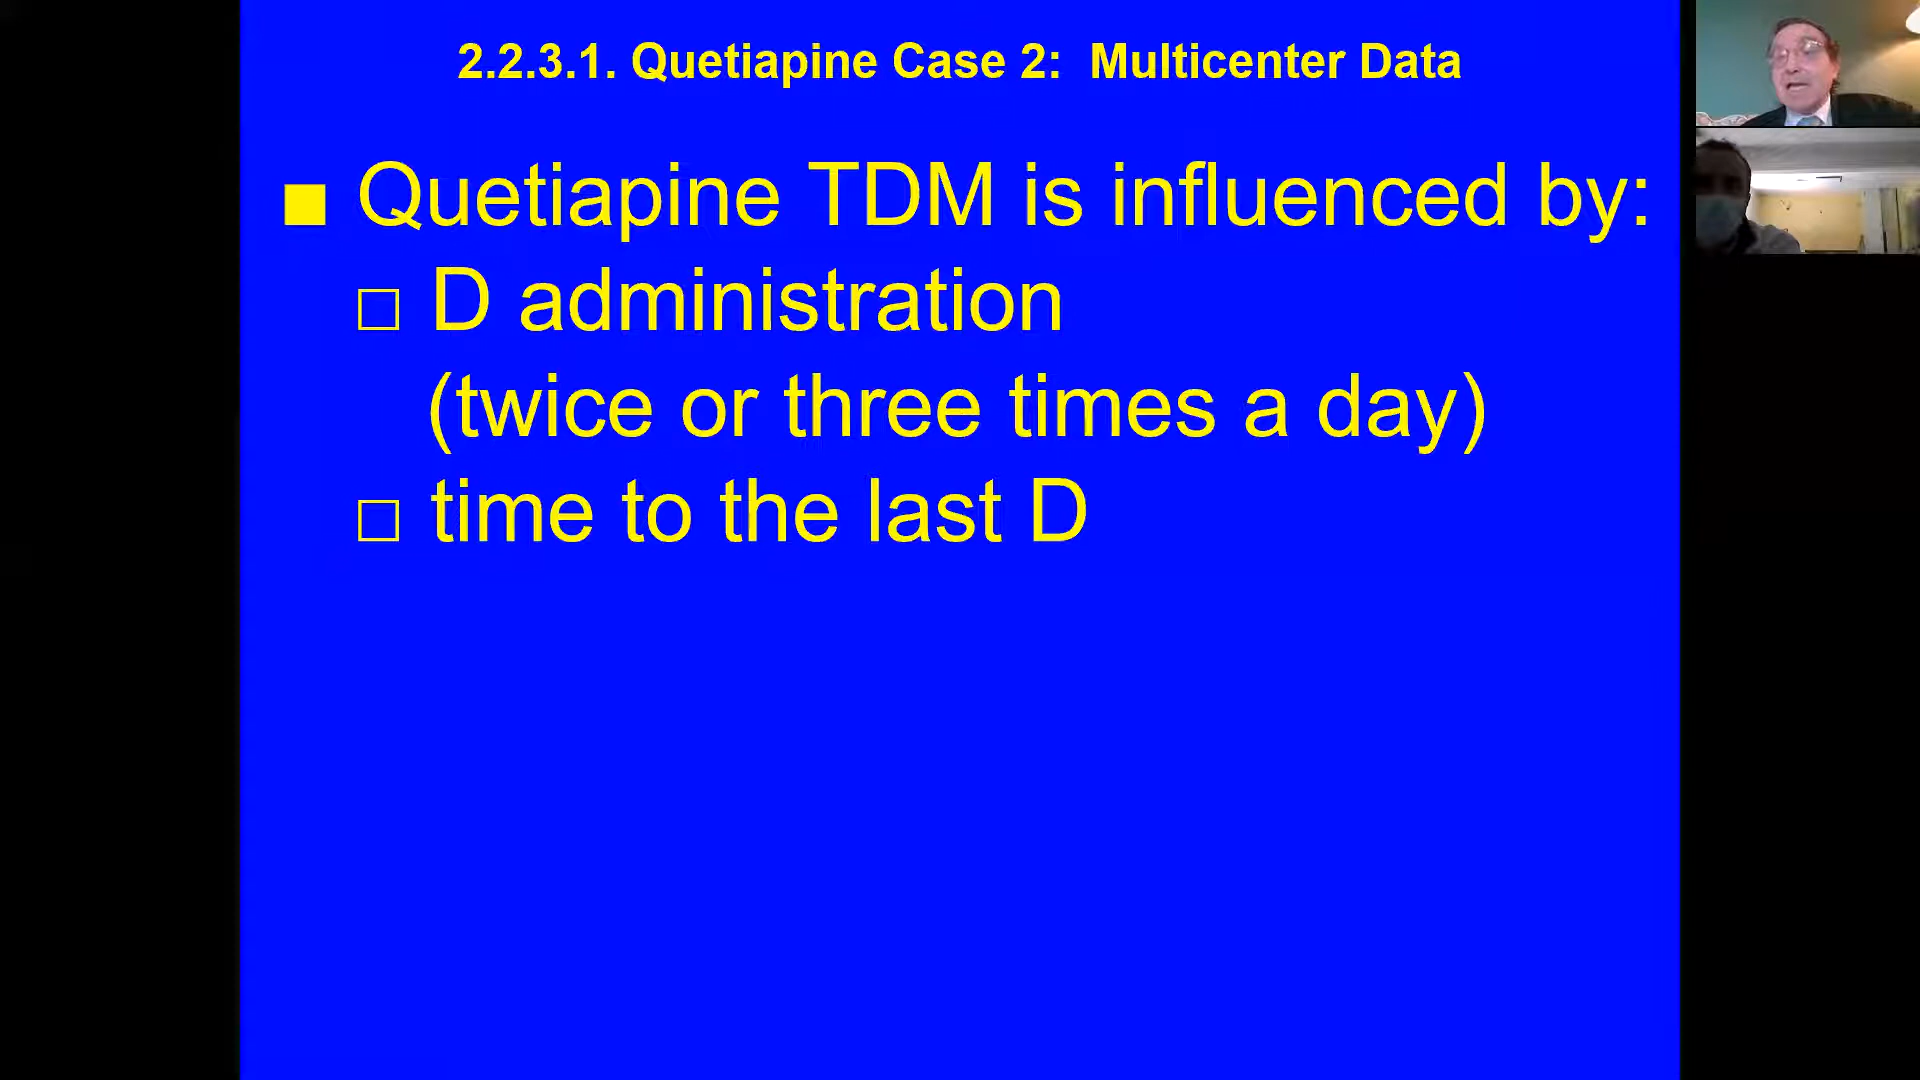 2.2.3.1. Quetiapine Case 2: Multicenter Data
Quetiapine TDM is influenced by:
D administration
(twice or three times a day)
time to the last D